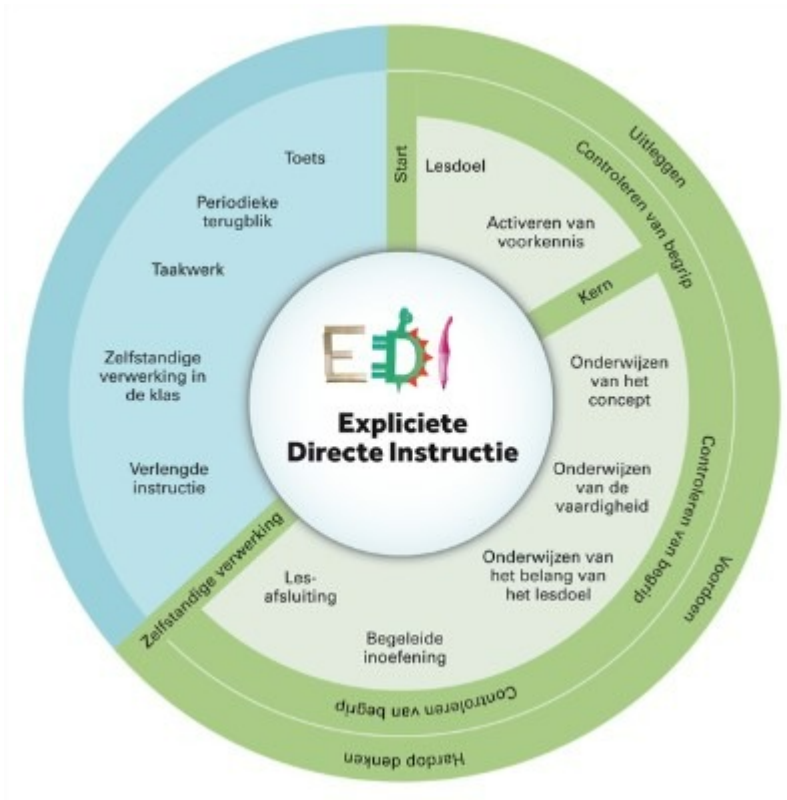 EDI
Expliciete
Directe Instructie
Start
Lesdoel
Activeren van
voorkennis
Kern
Onderwijzen
van het
concept
Onderwijzen
van de
vaardigheid
Onderwijzen van
het belang van
het lesdoel
Begeleide
inoefening
Les-
afsluiting
Zelfstandige verwerking
Verlengde
instructie
Zelfstandige
verwerking in
de klas
Taakwerk
Periodieke
terugblik
Toets
Controleren van begrip
Controleren van begrip
Controleren van begrip
Uitleggen
Voordoen
Hardop denken